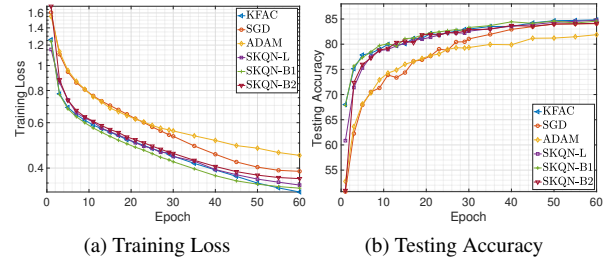 1.6
1.4
1.2
1
0.8
0.6
0.4
Training Loss
0 10 20 30 40 50 60
Epoch
KFAC
SGD
ADAM
SKQN-L
SKQN-B1
SKQN-B2
(a) Training Loss
85
80
75
70
65
60
55
Testing Accuracy
0 10 20 30 40 50 60
Epoch
KFAC
SGD
ADAM
SKQN-L
SKQN-B1
SKQN-B2
(b) Testing Accuracy